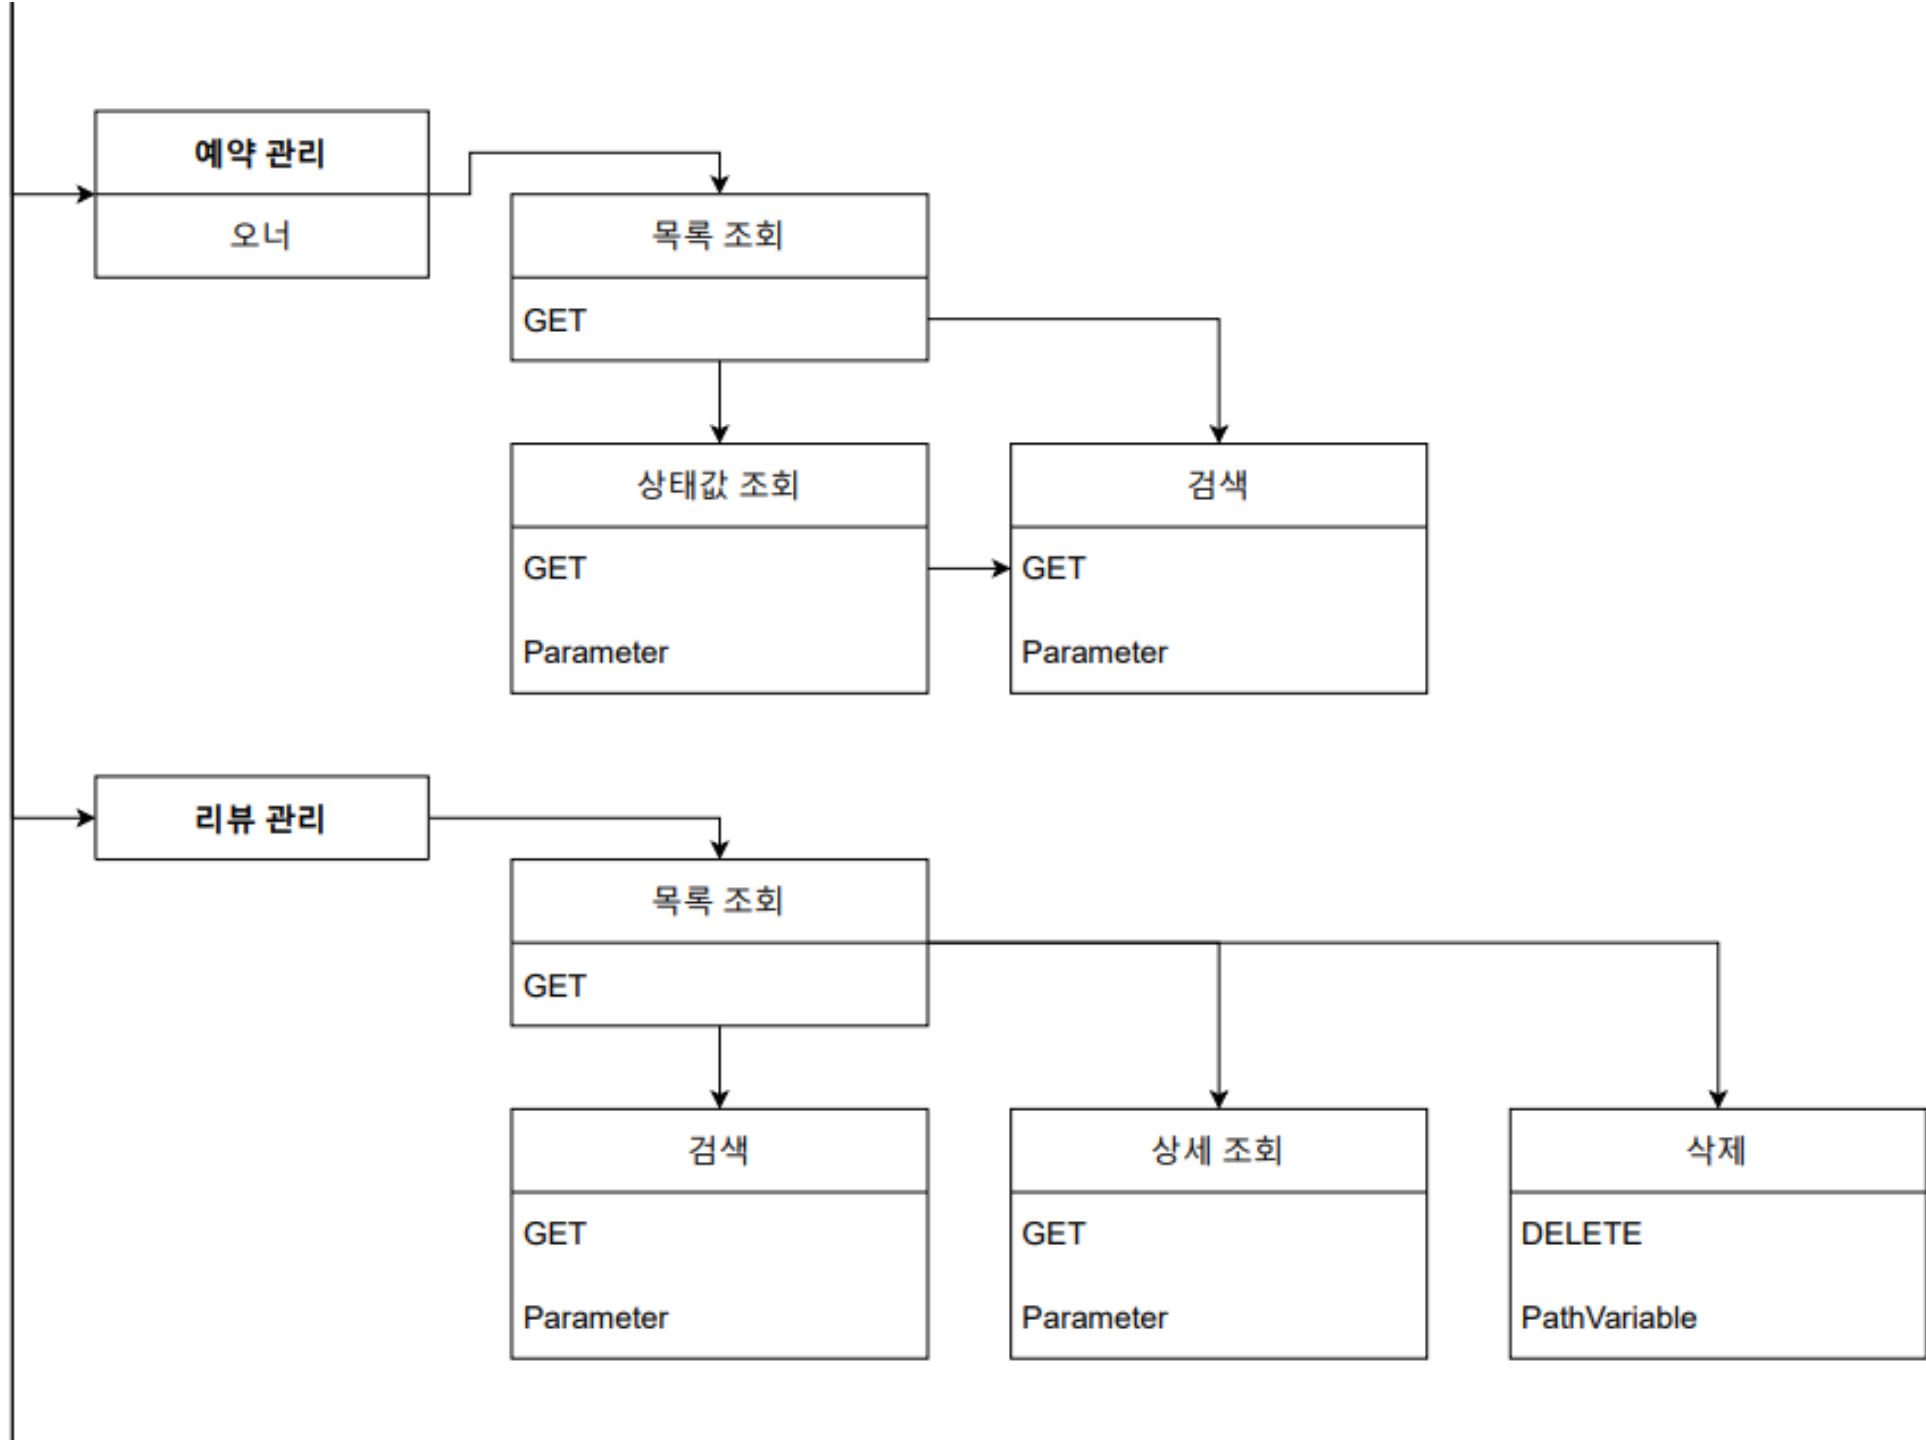 예약 관리
오너
목록 조회
GET
상태값 조회
GET
Parameter
검색
GET
Parameter
리뷰 관리
목록 조회
GET
검색
GET
Parameter
상세 조회
GET
Parameter
삭제
DELETE
PathVariable